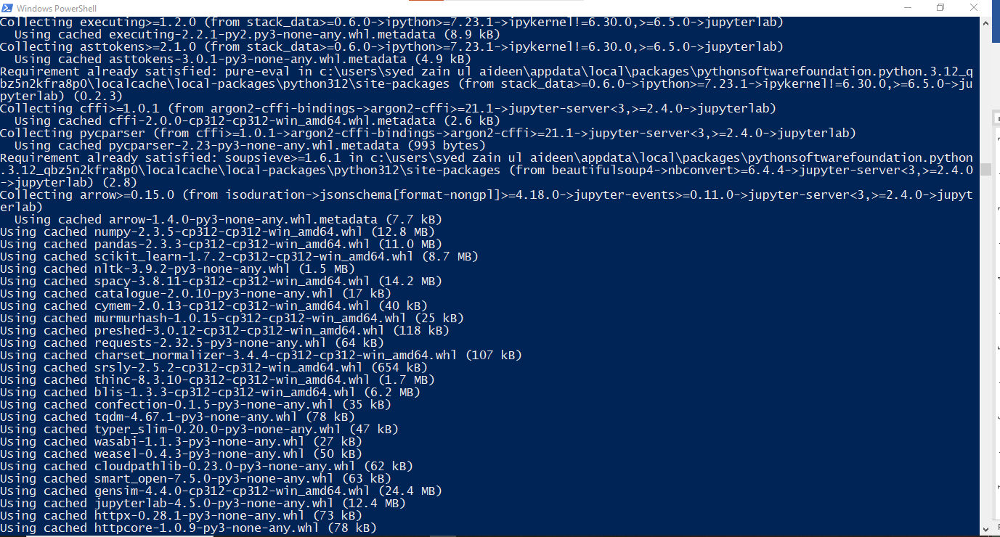 Windows PowerShell
Collecting executing>=1.2.0 (from stack_data>=0.6.0->ipython>=7.23.1->ipykernel!=6.30.0,>=6.5.0->jupyterlab)
  Using cached executing-2.2.1-py2.py3-none-any.whl.metadata (8.9 kB)
Collecting asttokens>=2.1.0 (from stack_data>=0.6.0->ipython>=7.23.1->ipykernel!=6.30.0,>=6.5.0->jupyterlab)
  Using cached asttokens-3.0.1-py3-none-any.whl.metadata (4.9 kB)
Requirement already satisfied: pure-eval in c:\users\syed zain ul aideen\appdata\local\packages\pythonsoftwarefoundation.python.3.12_q
bz5n2kfra8p0\localcache\local-packages\python312\site-packages (from stack_data>=0.6.0->ipython>=7.23.1->ipykernel!=6.30.0,>=6.5.0->ju
pyterlab) (0.2.3)
Collecting cffi>=1.0.1 (from argon2-cffi-bindings->argon2-cffi>=21.1->jupyter-server<3,>=2.4.0->jupyterlab)
  Using cached cffi-2.0.0-cp312-cp312-win_amd64.whl.metadata (2.6 kB)
Collecting pycparser (from cffi>=1.0.1->argon2-cffi-bindings->argon2-cffi>=21.1->jupyter-server<3,>=2.4.0->jupyterlab)
  Using cached pycparser-2.23-py3-none-any.whl.metadata (993 bytes)
Requirement already satisfied: soupsieve>=1.6.1 in c:\users\syed zain ul aideen\appdata\local\packages\pythonsoftwarefoundation.python
.3.12_qbz5n2kfra8p0\localcache\local-packages\python312\site-packages (from beautifulsoup4->nbconvert>=6.4.4->jupyter-server<3,>=2.4.0
->jupyterlab) (2.8)
Collecting arrow>=0.15.0 (from isoduration->jsonschema[format-nongpl]>=4.18.0->jupyter-events>=0.11.0->jupyter-server<3,>=2.4.0->jupyt
erlab)
  Using cached arrow-1.4.0-py3-none-any.whl.metadata (7.7 kB)
Using cached numpy-2.3.5-cp312-cp312-win_amd64.whl (12.8 MB)
Using cached pandas-2.3.3-cp312-cp312-win_amd64.whl (11.0 MB)
Using cached scikit_learn-1.7.2-cp312-cp312-win_amd64.whl (8.7 MB)
Using cached nltk-3.9.2-py3-none-any.whl (1.5 MB)
Using cached spacy-3.8.11-cp312-cp312-win_amd64.whl (14.2 MB)
Using cached catalogue-2.0.10-py3-none-any.whl (17 kB)
Using cached cymem-2.0.13-cp312-cp312-win_amd64.whl (40 kB)
Using cached murmurhash-1.0.15-cp312-cp312-win_amd64.whl (25 kB)
Using cached preshed-3.0.12-cp312-cp312-win_amd64.whl (118 kB)
Using cached requests-2.32.5-py3-none-any.whl (64 kB)
Using cached charset_normalizer-3.4.4-cp312-cp312-win_amd64.whl (107 kB)
Using cached srsly-2.5.2-cp312-cp312-win_amd64.whl (654 kB)
Using cached thinc-8.3.10-cp312-cp312-win_amd64.whl (1.7 MB)
Using cached blis-1.3.3-cp312-cp312-win_amd64.whl (6.2 MB)
Using cached confection-0.1.5-py3-none-any.whl (35 kB)
Using cached tqdm-4.67.1-py3-none-any.whl (78 kB)
Using cached typer_slim-0.20.0-py3-none-any.whl (47 kB)
Using cached wasabi-1.1.3-py3-none-any.whl (27 kB)
Using cached weasel-0.4.3-py3-none-any.whl (50 kB)
Using cached cloudpathlib-0.23.0-py3-none-any.whl (62 kB)
Using cached smart_open-7.5.0-py3-none-any.whl (63 kB)
Using cached gensim-4.4.0-cp312-cp312-win_amd64.whl (24.4 MB)
Using cached jupyterlab-4.5.0-py3-none-any.whl (12.4 MB)
Using cached httpx-0.28.1-py3-none-any.whl (73 kB)
Using cached httpcore-1.0.9-py3-none-any.whl (78 kB)